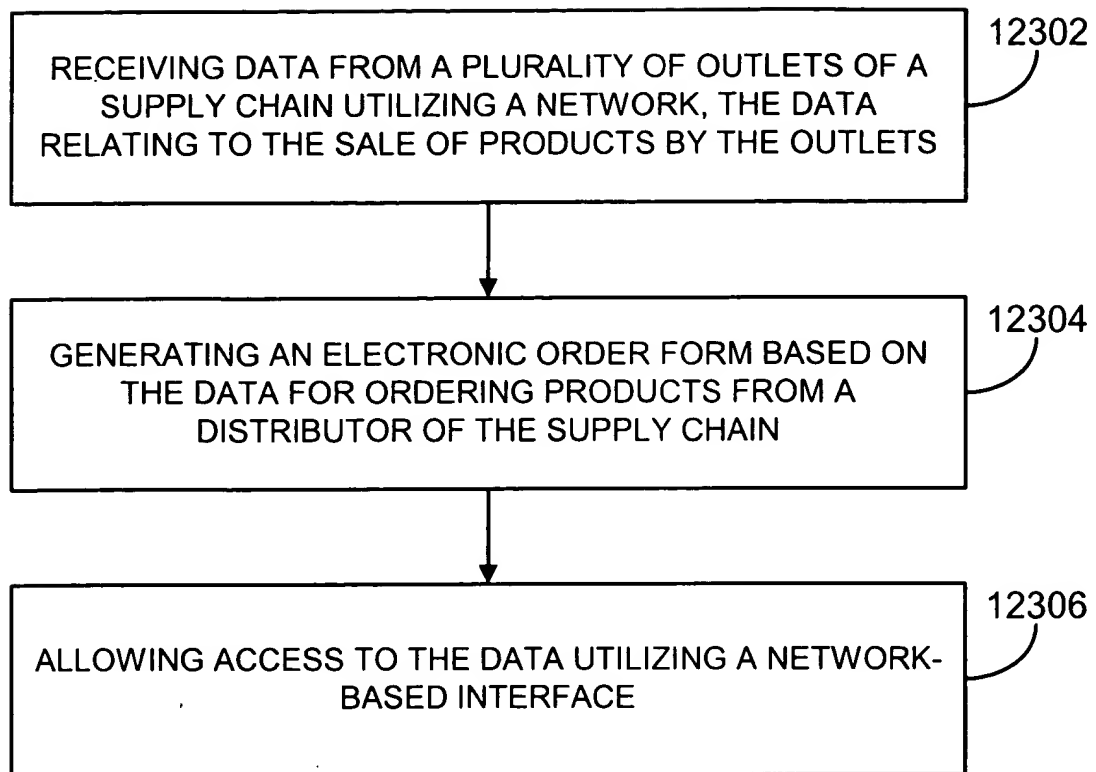 12302
RECEIVING DATA FROM A PLURALITY OF OUTLETS OF A
SUPPLY CHAIN UTILIZING A NETWORK, THE DATA
RELATING TO THE SALE OF PRODUCTS BY THE OUTLETS
12304
GENERATING AN ELECTRONIC ORDER FORM BASED ON
THE DATA FOR ORDERING PRODUCTS FROM A
DISTRIBUTOR OF THE SUPPLY CHAIN
12306
ALLOWING ACCESS TO THE DATA UTILIZING A NETWORK-
BASED INTERFACE